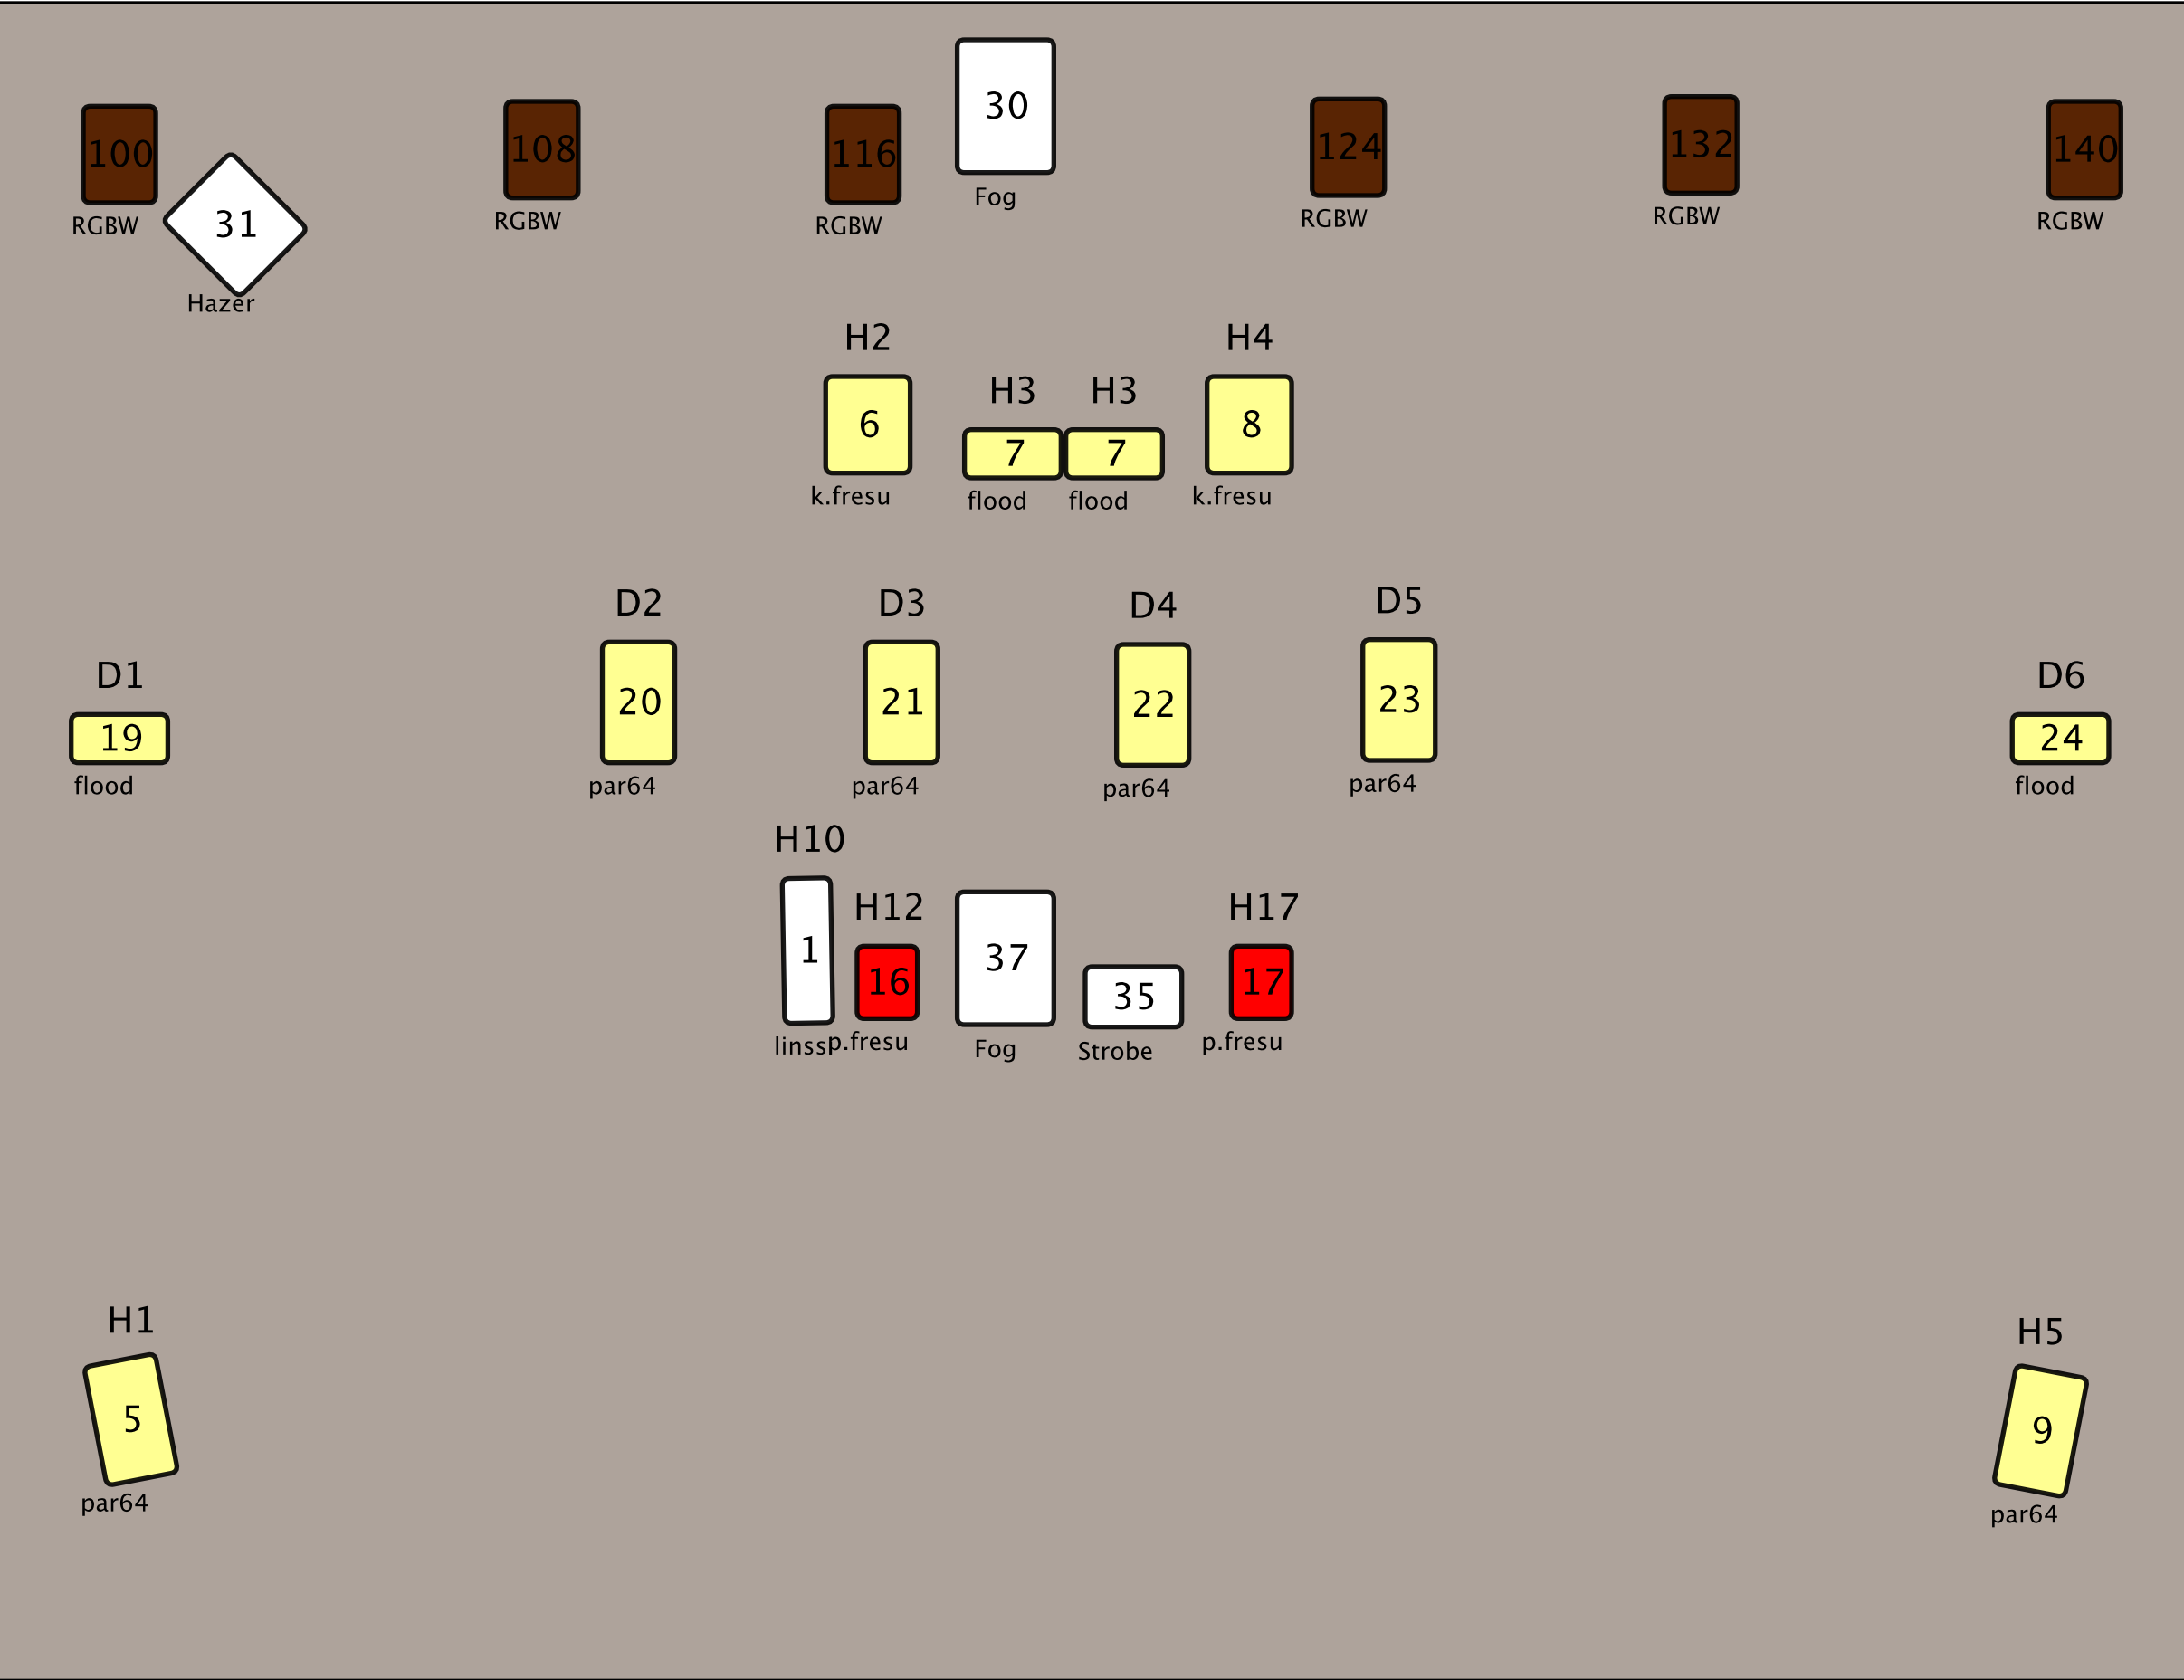 30
100
108
116
124
132
140
Fog
31
RGBW
RGBW
RGBW
RGBW
RGBW
RGBW
Hazer
H2
H4
H3
H3
6
7
7
8
k.fresu
flood
flood
k.fresu
D2
D3
D4
D5
D1
D6
20
21
22
23
19
24
flood
par64
par64
par64
par64
flood
H10
H12
H17
1
16
37
35
17
linssi
p.fresu
Fog
Strobe
p.fresu
H1
H5
5
9
par64
par64